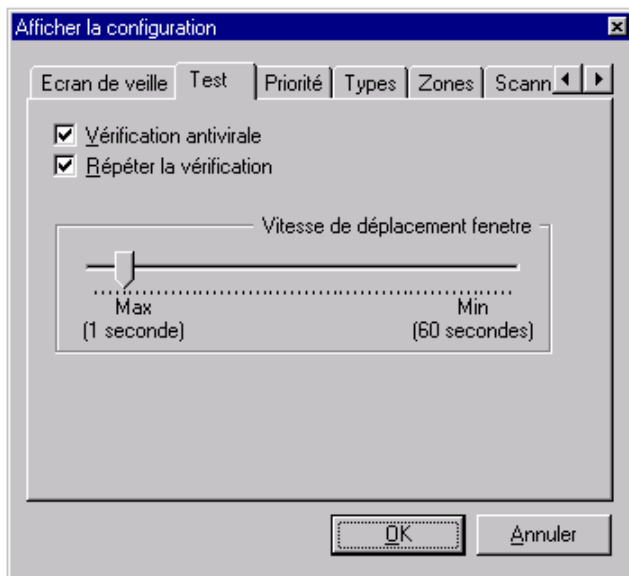 Afficher la configuration
Ecran de veille Test Priorité Types Zones Scann
Vérification antivirale
Répéter la vérification
Vitesse de déplacement fenetre
Max Min
(1 seconde) (60 secondes)
OK Annuler